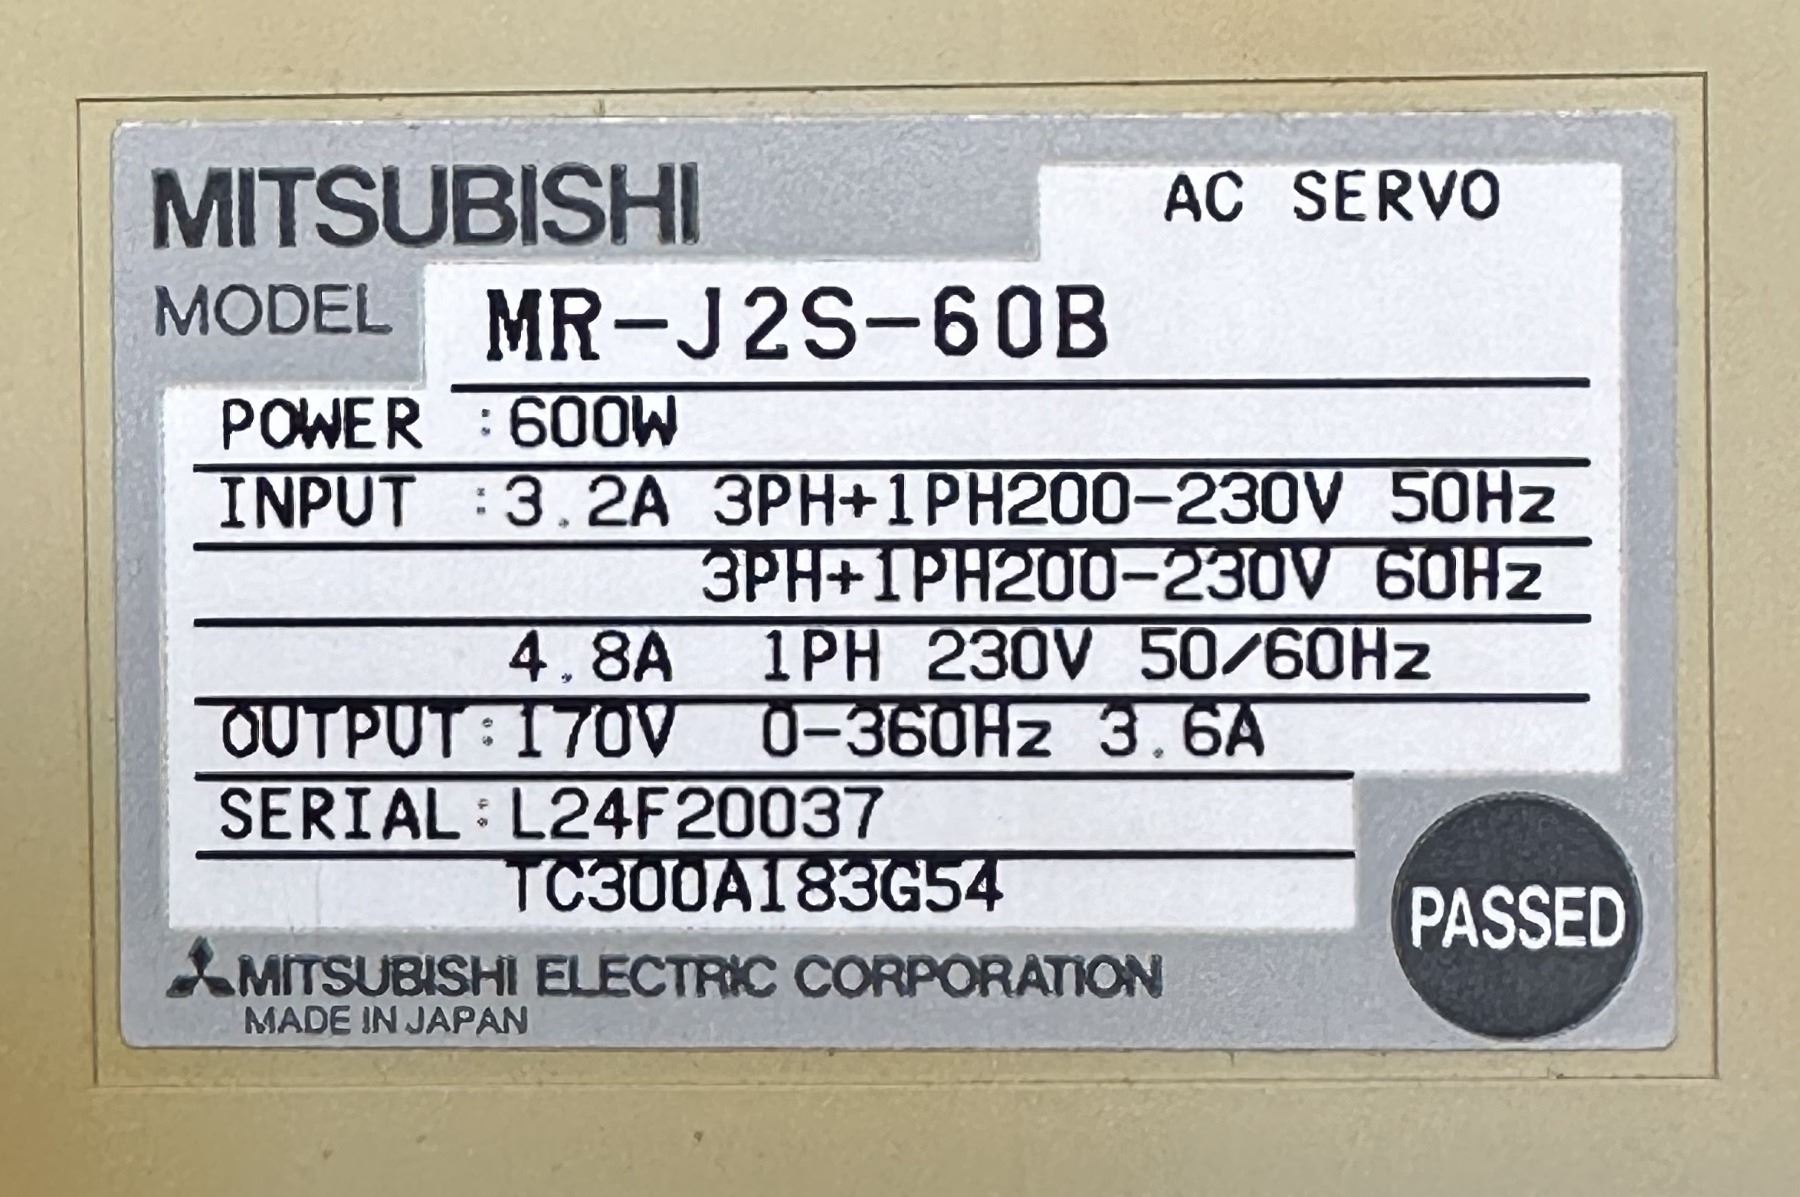 MITSUBISHI
AC SERVO
MODEL MR-J2S-60B
POWER :600W
INPUT :3.2A 3PH+1PH200-230V 50Hz
3PH+1PH200-230V 60Hz
4.8A 1PH 230V 50/60Hz
OUTPUT:170V 0-360Hz 3.6A
SERIAL:L24F20037
TC300A183G54
PASSED
MITSUBISHI ELECTRIC CORPORATION
MADE IN JAPAN